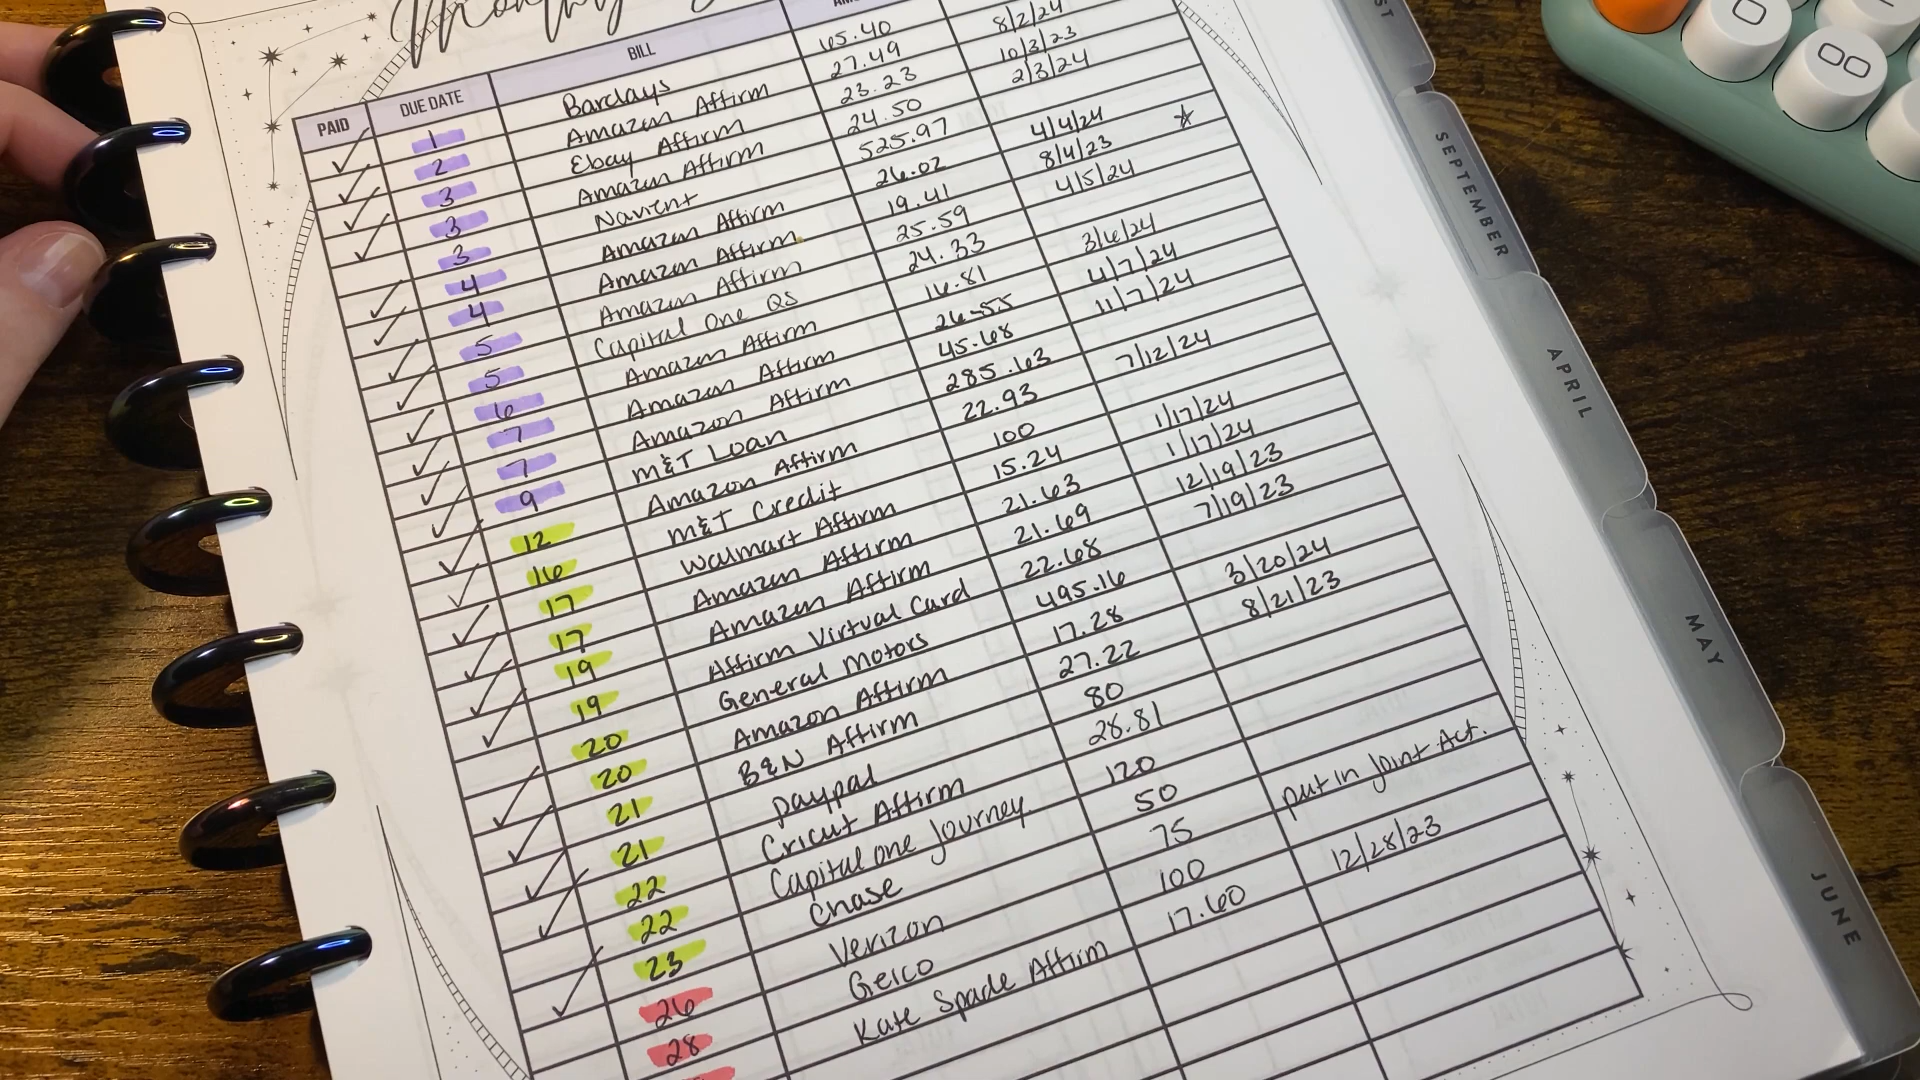 Monthly
PAID DUE DATE BILL
1 Barclays 105.40
2 Amazon Affirm 27.49 8/2/24
3 Ebay Affirm 23.23 10/3/23
3 Amazon Affirm 24.50 2/3/24
3 Navient 525.97
4 Amazon Affirm 26.02 4/4/24
4 Amazon Affirm 19.41 8/4/23
5 Amazon Affirm 25.59 4/5/24
5 Capital One QS 24.33
6 Amazon Affirm 16.81 3/6/24
7 Amazon Affirm 26.55 4/7/24
7 Amazon Affirm 45.68 11/7/24
9 M&T Loan 285.63
12 Amazon Affirm 22.93 7/12/24
16 M&T Credit 100
17 Walmart Affirm 15.24 1/17/24
17 Amazon Affirm 21.63 1/17/24
19 Amazon Affirm 21.69 12/19/23
19 Affirm Virtual Card 22.68 7/19/23
20 General Motors 495.16
20 Amazon Affirm 17.28 3/20/24
21 B&N Affirm 27.22 8/21/23
21 Paypal 80
22 Cricut Affirm 28.81
22 Capital one Journey 120
23 Chase 50
26 Verizon 75 put in joint Act.
28 Geico 100
Kate Spade Affirm 17.60 12/28/23
SEPTEMBER
APRIL
MAY
JUNE
0
00